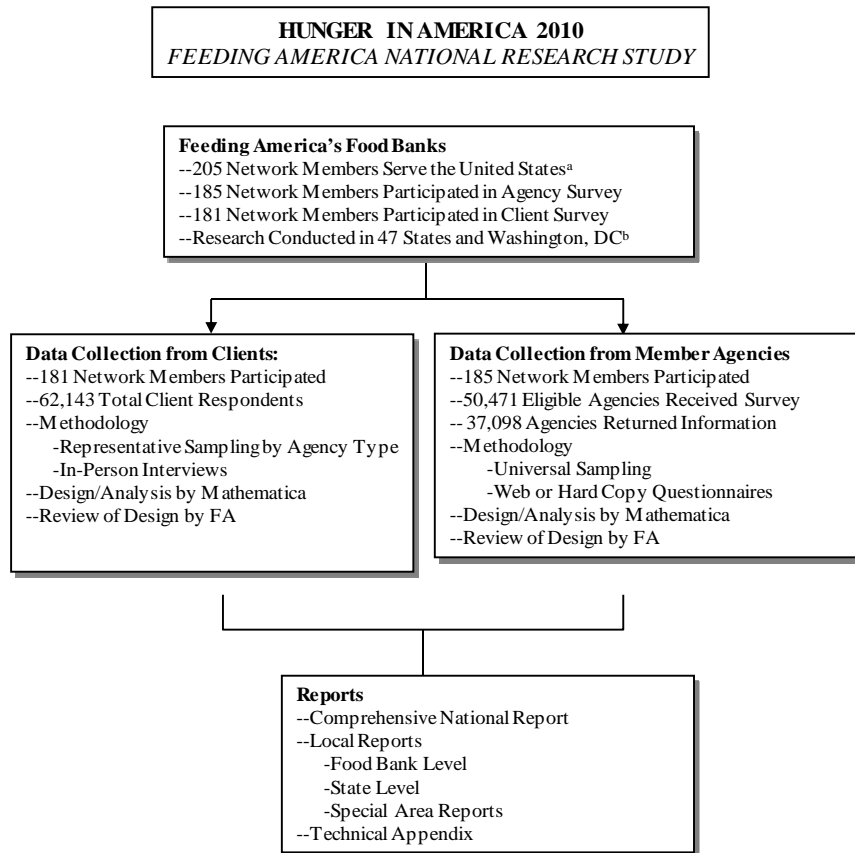 HUNGER IN AMERICA 2010
FEEDING AMERICA NATIONAL RESEARCH STUDY
Feeding America's Food Banks
--205 Network Members Serve the United Statesᵃ
--185 Network Members Participated in Agency Survey
--181 Network Members Participated in Client Survey
--Research Conducted in 47 States and Washington, DCᵇ
Data Collection from Clients:
--181 Network Members Participated
--62,143 Total Client Respondents
--Methodology
-Representative Sampling by Agency Type
-In-Person Interviews
--Design/Analysis by Mathematica
--Review of Design by FA
Data Collection from Member Agencies
--185 Network Members Participated
--50,471 Eligible Agencies Received Survey
-- 37,098 Agencies Returned Information
--Methodology
-Universal Sampling
-Web or Hard Copy Questionnaires
--Design/Analysis by Mathematica
--Review of Design by FA
Reports
--Comprehensive National Report
--Local Reports
-Food Bank Level
-State Level
-Special Area Reports
--Technical Appendix